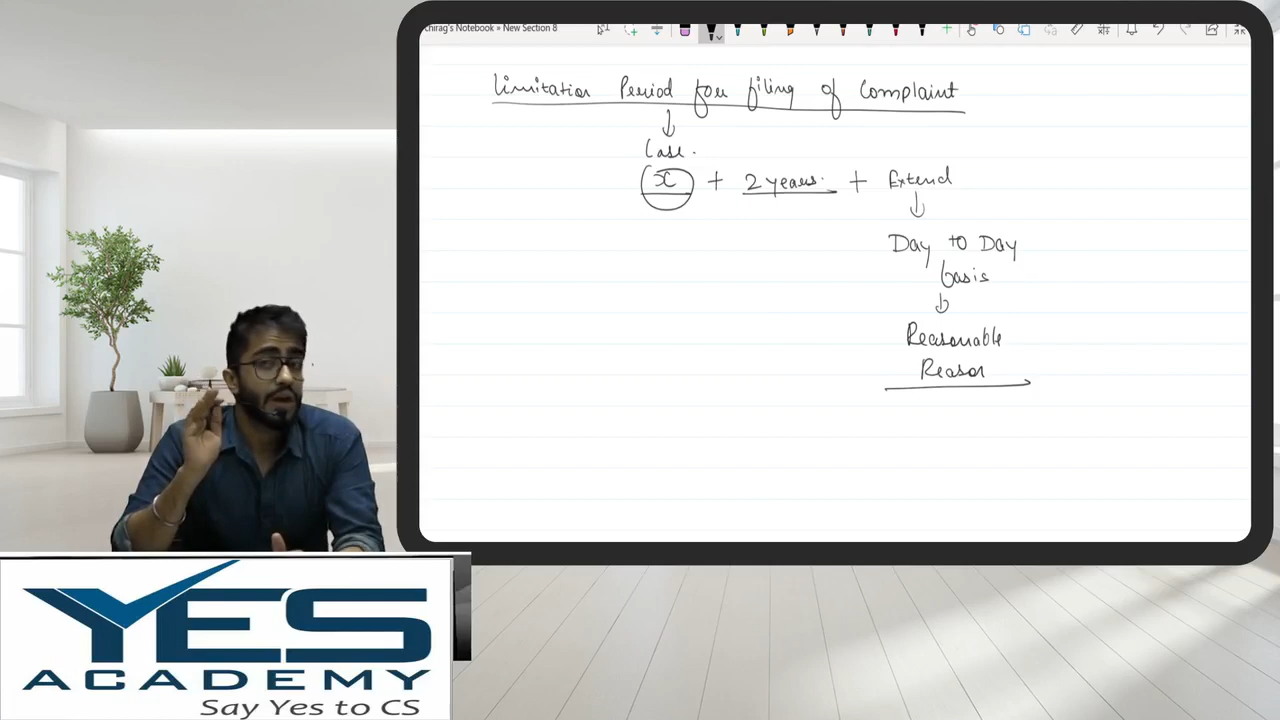 chirag's Notebook » New Section 8
Limitation Period for filing of Complaint
Case.
x + 2 years. + Extend
Day to Day
basis
Reasonable
Reason
YES
ACADEMY
Say Yes to CS